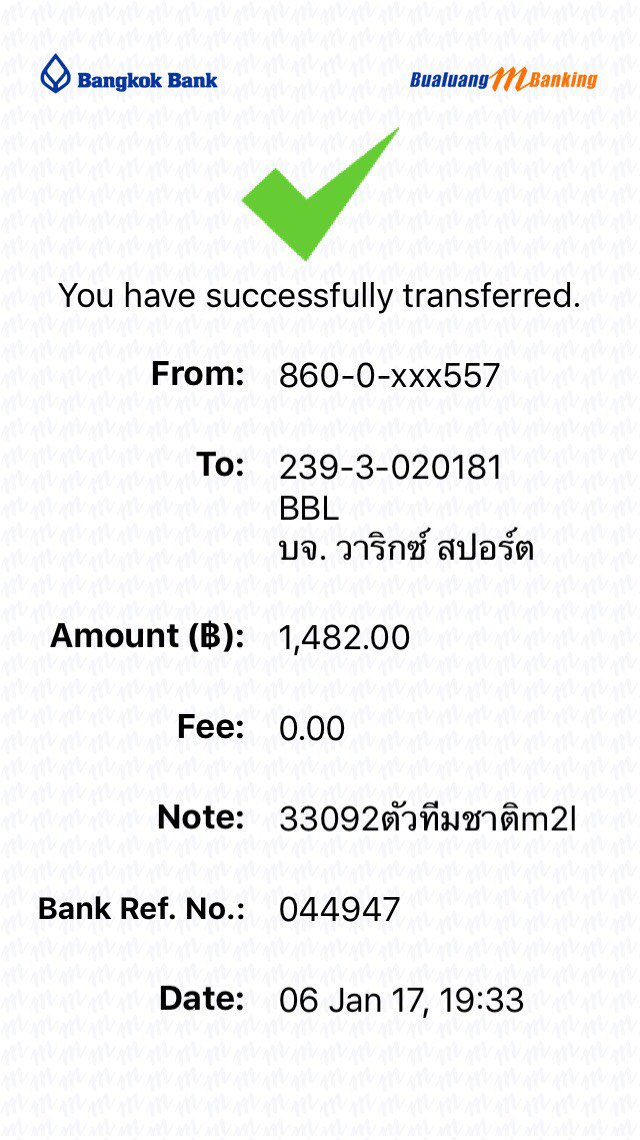 Bangkok Bank
Bualuang mBanking
You have successfully transferred.
From: 860-0-xxx557
To: 239-3-020181
BBL
บจ. วาริกซ์ สปอร์ต
Amount (฿): 1,482.00
Fee: 0.00
Note: 33092ตัวทีมชาติm2l
Bank Ref. No.: 044947
Date: 06 Jan 17, 19:33